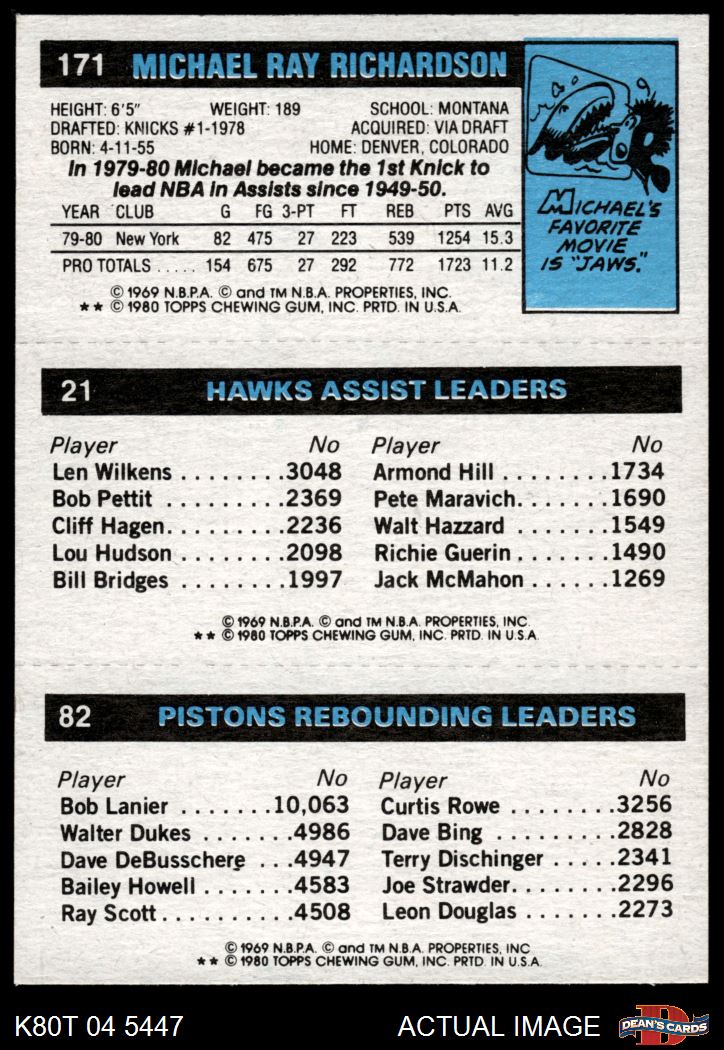 171 MICHAEL RAY RICHARDSON
HEIGHT: 6'5" WEIGHT: 189 SCHOOL: MONTANA
DRAFTED: KNICKS #1-1978 ACQUIRED: VIA DRAFT
BORN: 4-11-55 HOME: DENVER, COLORADO
In 1979-80 Michael became the 1st Knick to
lead NBA in Assists since 1949-50.
YEAR CLUB G FG 3-PT FT REB PTS AVG
79-80 New York 82 475 27 223 539 1254 15.3
PRO TOTALS ..... 154 675 27 292 772 1723 11.2
© 1969 N.B.P.A. © and TM N.B.A. PROPERTIES, INC.
** © 1980 TOPPS CHEWING GUM, INC. PRTD. IN U.S.A.
MICHAEL'S
FAVORITE
MOVIE
IS "JAWS."
21 HAWKS ASSIST LEADERS
Player No Player No
Len Wilkens ........3048 Armond Hill ........1734
Bob Pettit .........2369 Pete Maravich.......1690
Cliff Hagen.........2236 Walt Hazzard .......1549
Lou Hudson ........2098 Richie Guerin .......1490
Bill Bridges ........1997 Jack McMahon ......1269
© 1969 N.B.P.A. © and TM N.B.A. PROPERTIES, INC.
** © 1980 TOPPS CHEWING GUM, INC. PRTD. IN U.S.A.
82 PISTONS REBOUNDING LEADERS
Player No Player No
Bob Lanier .......10,063 Curtis Rowe ........3256
Walter Dukes .......4986 Dave Bing .........2828
Dave DeBusschere ...4947 Terry Dischinger .....2341
Bailey Howell .......4583 Joe Strawder........2296
Ray Scott..........4508 Leon Douglas .......2273
© 1969 N.B.P.A. © and TM N.B.A. PROPERTIES, INC
** © 1980 TOPPS CHEWING GUM, INC. PRTD. IN U.S.A.
K80T 04 5447 ACTUAL IMAGE D DEAN'S CARDS